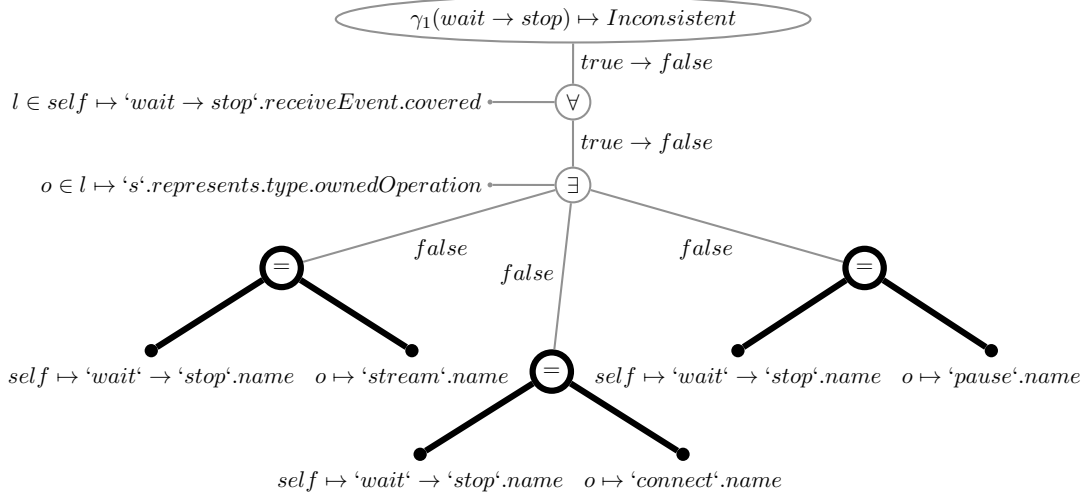 γ₁(wait → stop) ↦ Inconsistent
true → false
l ∈ self ↦ ‘wait → stop‘.receiveEvent.covered
∀
true → false
o ∈ l ↦ ‘s‘.represents.type.ownedOperation
∃
false
false
false
=
=
self ↦ ‘wait‘ → ‘stop‘.name
o ↦ ‘stream‘.name
=
self ↦ ‘wait‘ → ‘stop‘.name
o ↦ ‘pause‘.name
self ↦ ‘wait‘ → ‘stop‘.name
o ↦ ‘connect‘.name